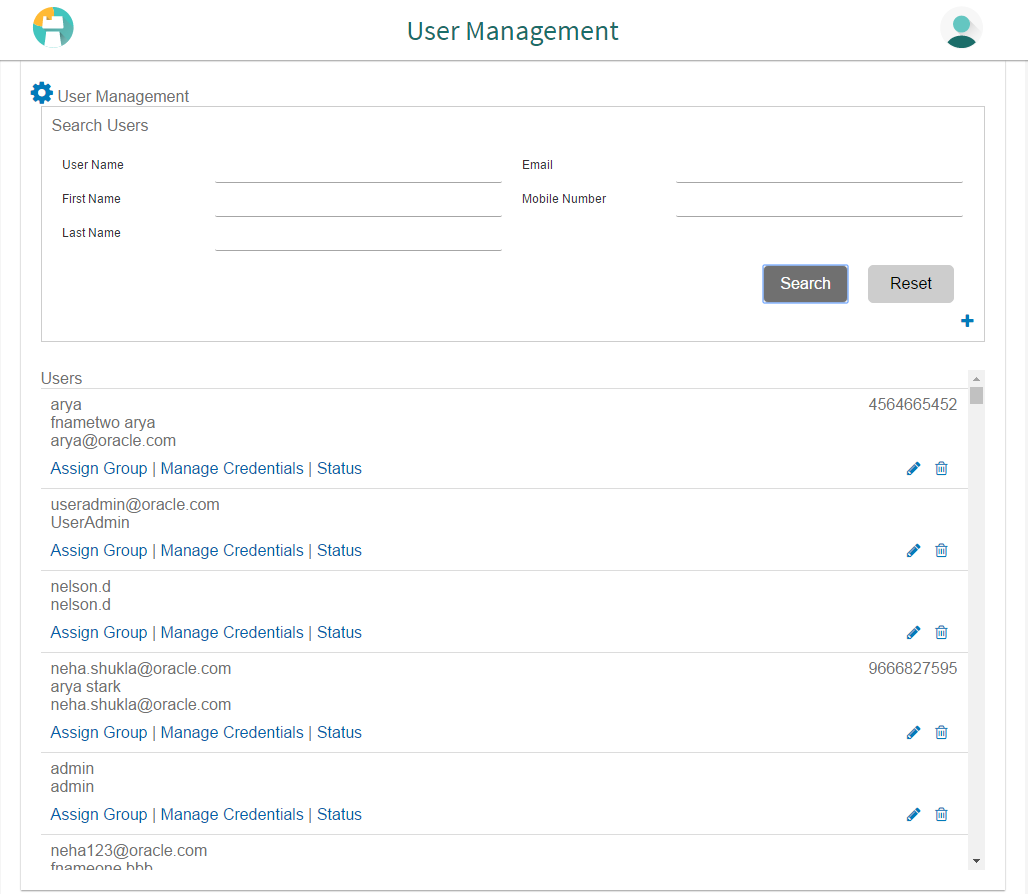 User Management
User Management
Search Users
User Name
Email
First Name
Mobile Number
Last Name
Search Reset
Users
arya 4564665452
fnametwo arya
arya@oracle.com
Assign Group | Manage Credentials | Status
useradmin@oracle.com
UserAdmin
Assign Group | Manage Credentials | Status
nelson.d
nelson.d
Assign Group | Manage Credentials | Status
neha.shukla@oracle.com 9666827595
arya stark
neha.shukla@oracle.com
Assign Group | Manage Credentials | Status
admin
admin
Assign Group | Manage Credentials | Status
neha123@oracle.com
fnameone bbb